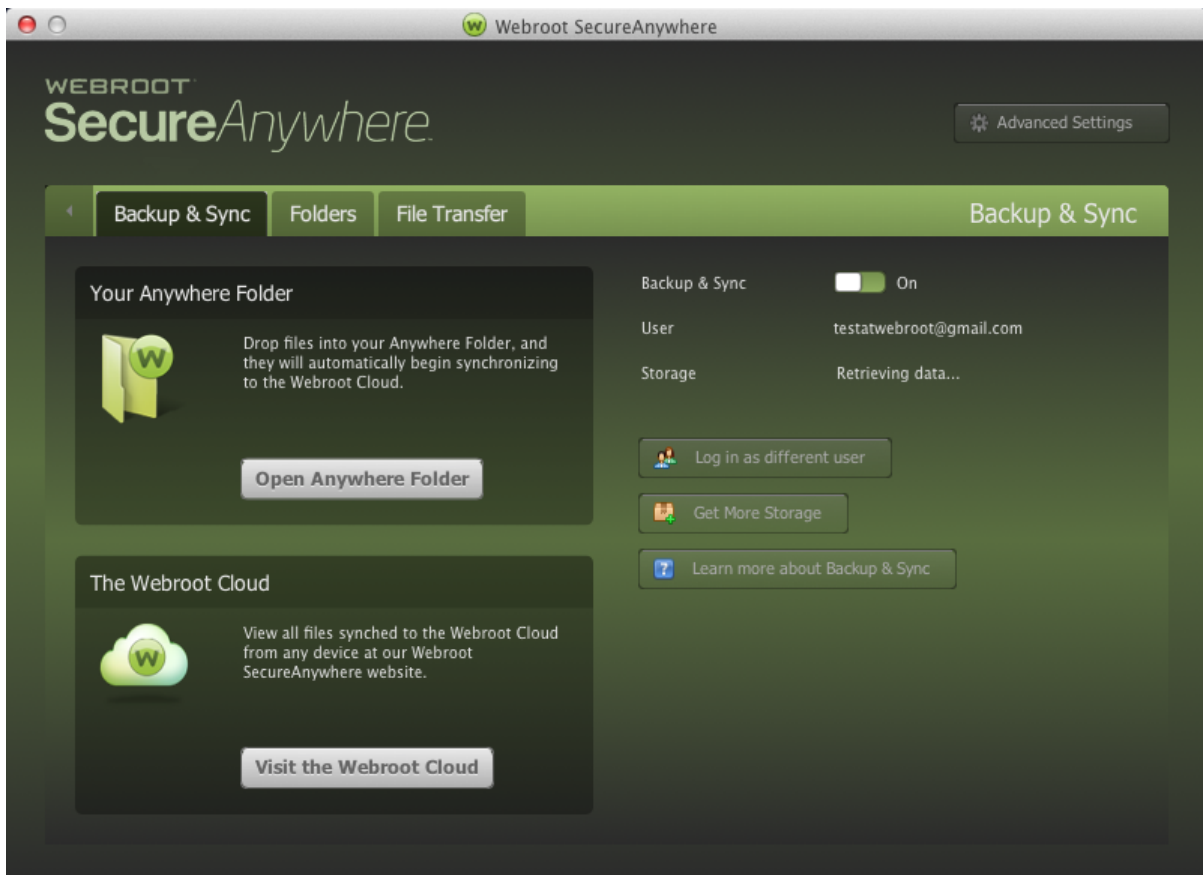 Webroot SecureAnywhere
WEBROOT
SecureAnywhere
Advanced Settings
Backup & Sync
Folders
File Transfer
Backup & Sync
Your Anywhere Folder
Drop files into your Anywhere Folder, and
they will automatically begin synchronizing
to the Webroot Cloud.
Open Anywhere Folder
The Webroot Cloud
View all files synched to the Webroot Cloud
from any device at our Webroot
SecureAnywhere website.
Visit the Webroot Cloud
Backup & Sync On
User testatwebroot@gmail.com
Storage Retrieving data...
Log in as different user
Get More Storage
Learn more about Backup & Sync